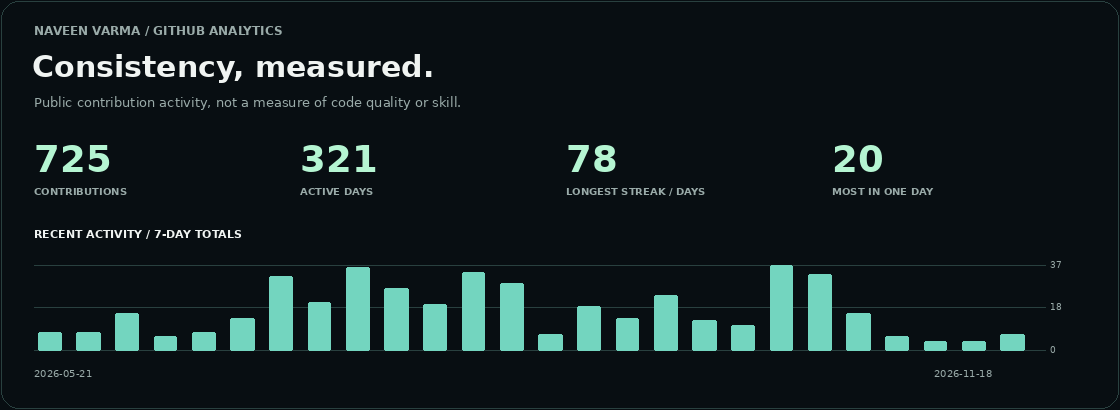 NAVEEN VARMA / GITHUB ANALYTICS
Consistency, measured.
Public contribution activity, not a measure of code quality or skill.
725 321 78 20
CONTRIBUTIONS ACTIVE DAYS LONGEST STREAK / DAYS MOST IN ONE DAY
RECENT ACTIVITY / 7-DAY TOTALS
37
18
0
2026-05-21 2026-11-18